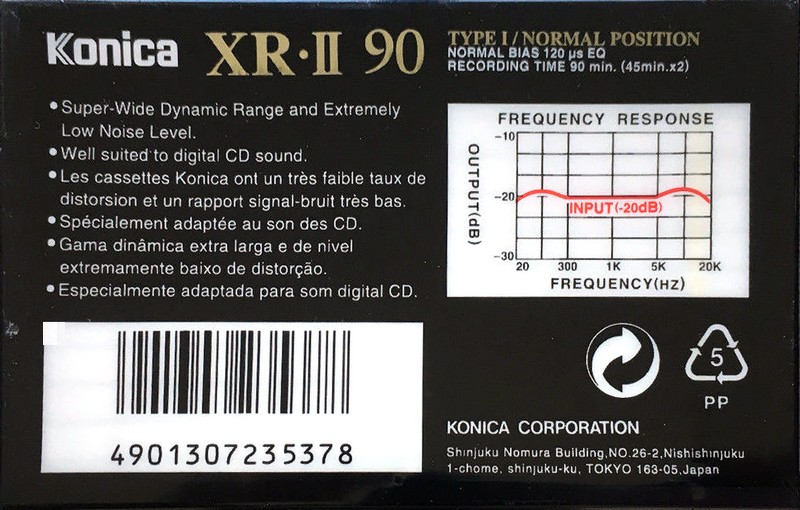 Konica XR·II 90
TYPE I / NORMAL POSITION
NORMAL BIAS 120 µs EQ
RECORDING TIME 90 min. (45min.x2)
•Super-Wide Dynamic Range and Extremely
Low Noise Level.
•Well suited to digital CD sound.
•Les cassettes Konica ont un très faible taux de
distorsion et un rapport signal-bruit très bas.
•Spécialement adaptée au son des CD.
•Gama dinâmica extra larga e de nivel
extremamente baixo de distorção.
•Especialmente adaptada para som digital CD.
FREQUENCY RESPONSE
OUTPUT(dB)
-10
-20
-30
INPUT(-20dB)
20 300 1K 5K 20K
FREQUENCY(HZ)
4901307235378
5
PP
KONICA CORPORATION
Shinjuku Nomura Building,NO.26-2,Nishishinjuku
1-chome, shinjuku-ku, TOKYO 163-05,Japan